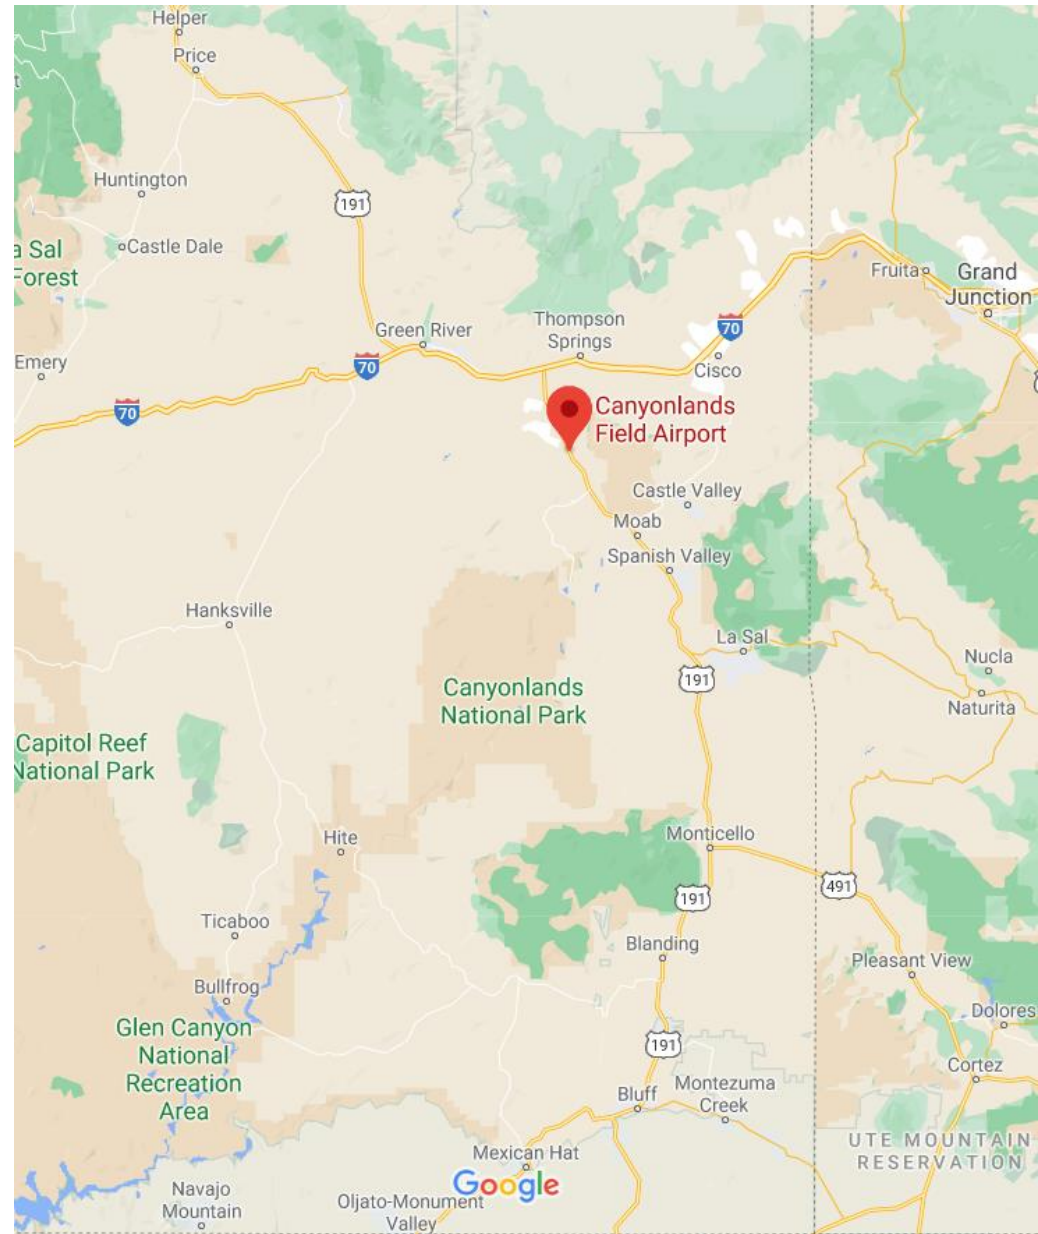 Helper
Price
t
Huntington
191
Castle Dale
a Sal
Forest
Fruita
Grand
Junction
Green River
Thompson
Springs
70
Cisco
Emery
70
70
Canyonlands
Field Airport
Castle Valley
Moab
Spanish Valley
Hanksville
La Sal
Nucla
191
Canyonlands
National Park
Naturita
Capitol Reef
National Park
Hite
Monticello
491
191
Ticaboo
Blanding
Pleasant View
Bullfrog
Dolores
Glen Canyon
National
Recreation
Area
191
Cortez
Bluff
Montezuma
Creek
UTE MOUNTAIN
RESERVATION
Mexican Hat
Google
Navajo
Mountain
Oljato-Monument
Valley